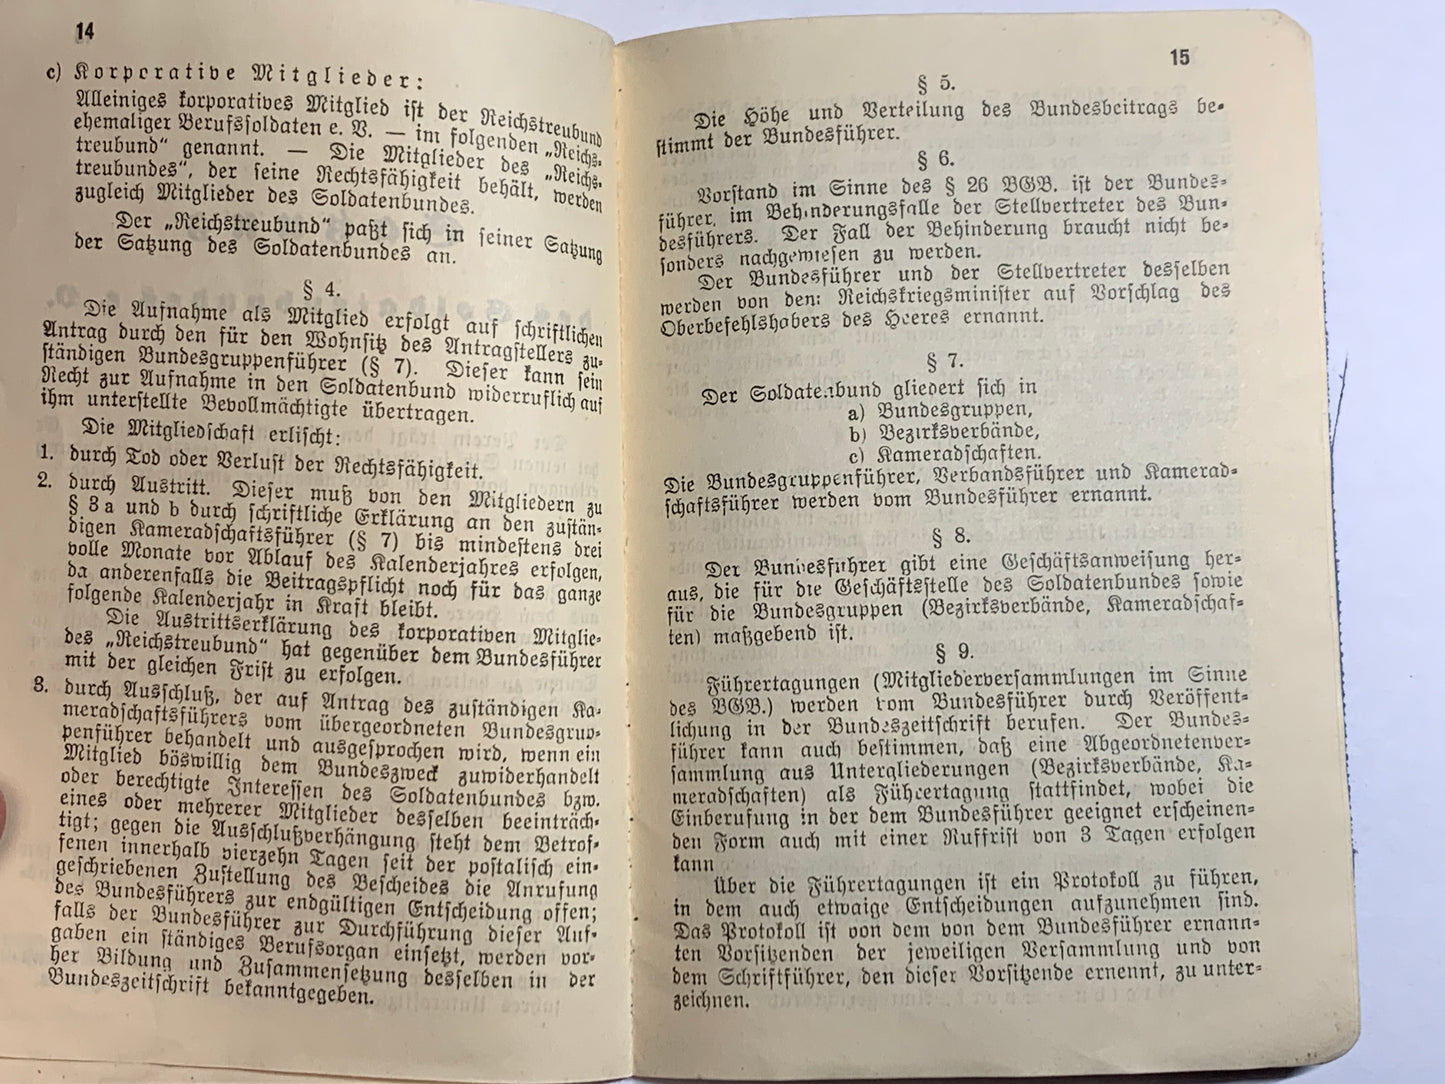 14
c) Korporative Mitglieder:
Alleiniges korporatives Mitglied ist der Reichstreubund
ehemaliger Berufssoldaten e. V. — im folgenden „Reichs-
treubund“ genannt. — Die Mitglieder des „Reichs-
treubundes“, der seine Rechtsfähigkeit behält, werden
zugleich Mitglieder des Soldatenbundes.
Der „Reichstreubund“ paßt sich in seiner Satzung
der Satzung des Soldatenbundes an.
§ 4.
Die Aufnahme als Mitglied erfolgt auf schriftlichen
Antrag durch den für den Wohnsitz des Antragstellers zu-
ständigen Bundesgruppenführer (§ 7). Dieser kann sein
Recht zur Aufnahme in den Soldatenbund widerruflich auf
ihm unterstellte Bevollmächtigte übertragen.
Die Mitgliedschaft erlischt:
1. durch Tod oder Verlust der Rechtsfähigkeit.
2. durch Austritt. Dieser muß von den Mitgliedern zu
§ 3 a und b durch schriftliche Erklärung an den zustän-
digen Kameradschaftsführer (§ 7) bis mindestens drei
volle Monate vor Ablauf des Kalenderjahres erfolgen,
da anderenfalls die Beitragspflicht noch für das ganze
folgende Kalenderjahr in Kraft bleibt.
Die Austrittserklärung des korporativen Mitglie-
des „Reichstreubund“ hat gegenüber dem Bundesführer
mit der gleichen Frist zu erfolgen.
3. durch Ausschluß, der auf Antrag des zuständigen Ka-
meradschaftsführers vom übergeordneten Bundesgrup-
penführer behandelt und ausgesprochen wird, wenn ein
Mitglied böswillig dem Bundeszweck zuwiderhandelt
oder berechtigte Interessen des Soldatenbundes bzw.
eines oder mehrerer Mitglieder desselben beeinträch-
tigt; gegen die Ausschlußverhängung steht dem Betrof-
fenen innerhalb vierzehn Tagen seit der postalisch ein-
geschriebenen Zustellung des Bescheides die Anrufung
des Bundesführers zur endgültigen Entscheidung offen;
falls der Bundesführer zur Durchführung dieser Auf-
gaben ein ständiges Berufsorgan einsetzt, werden vor-
her Bildung und Zusammensetzung desselben in der
Bundeszeitschrift bekanntgegeben.
15
§ 5.
Die Höhe und Verteilung des Bundesbeitrags be-
stimmt der Bundesführer.
§ 6.
Vorstand im Sinne des § 26 BGB. ist der Bundes-
führer, im Behinderungsfalle der Stellvertreter des Bun-
desführers. Der Fall der Behinderung braucht nicht be-
sonders nachgewiesen zu werden.
Der Bundesführer und der Stellvertreter desselben
werden von dem Reichskriegsminister auf Vorschlag des
Oberbefehlshabers des Heeres ernannt.
§ 7.
Der Soldatenbund gliedert sich in
a) Bundesgruppen,
b) Bezirksverbände,
c) Kameradschaften.
Die Bundesgruppenführer, Verbandsführer und Kamerad-
schaftsführer werden vom Bundesführer ernannt.
§ 8.
Der Bundesführer gibt eine Geschäftsanweisung her-
aus, die für die Geschäftsstelle des Soldatenbundes sowie
für die Bundesgruppen (Bezirksverbände, Kameradschaf-
ten) maßgebend ist.
§ 9.
Führertagungen (Mitgliederversammlungen im Sinne
des BGB.) werden vom Bundesführer durch Veröffent-
lichung in der Bundeszeitschrift berufen. Der Bundes-
führer kann auch bestimmen, daß eine Abgeordnetenver-
sammlung aus Untergliederungen (Bezirksverbände, Ka-
meradschaften) als Führertagung stattfindet, wobei die
Einberufung in der dem Bundesführer geeignet erscheinen-
den Form auch mit einer Ruffrist von 3 Tagen erfolgen
kann
Über die Führertagungen ist ein Protokoll zu führen,
in dem auch etwaige Entscheidungen aufzunehmen sind.
Das Protokoll ist von dem von dem Bundesführer ernann-
ten Vorsitzenden der jeweiligen Versammlung und von
dem Schriftführer, den dieser Vorsitzende ernennt, zu unter-
zeichnen.